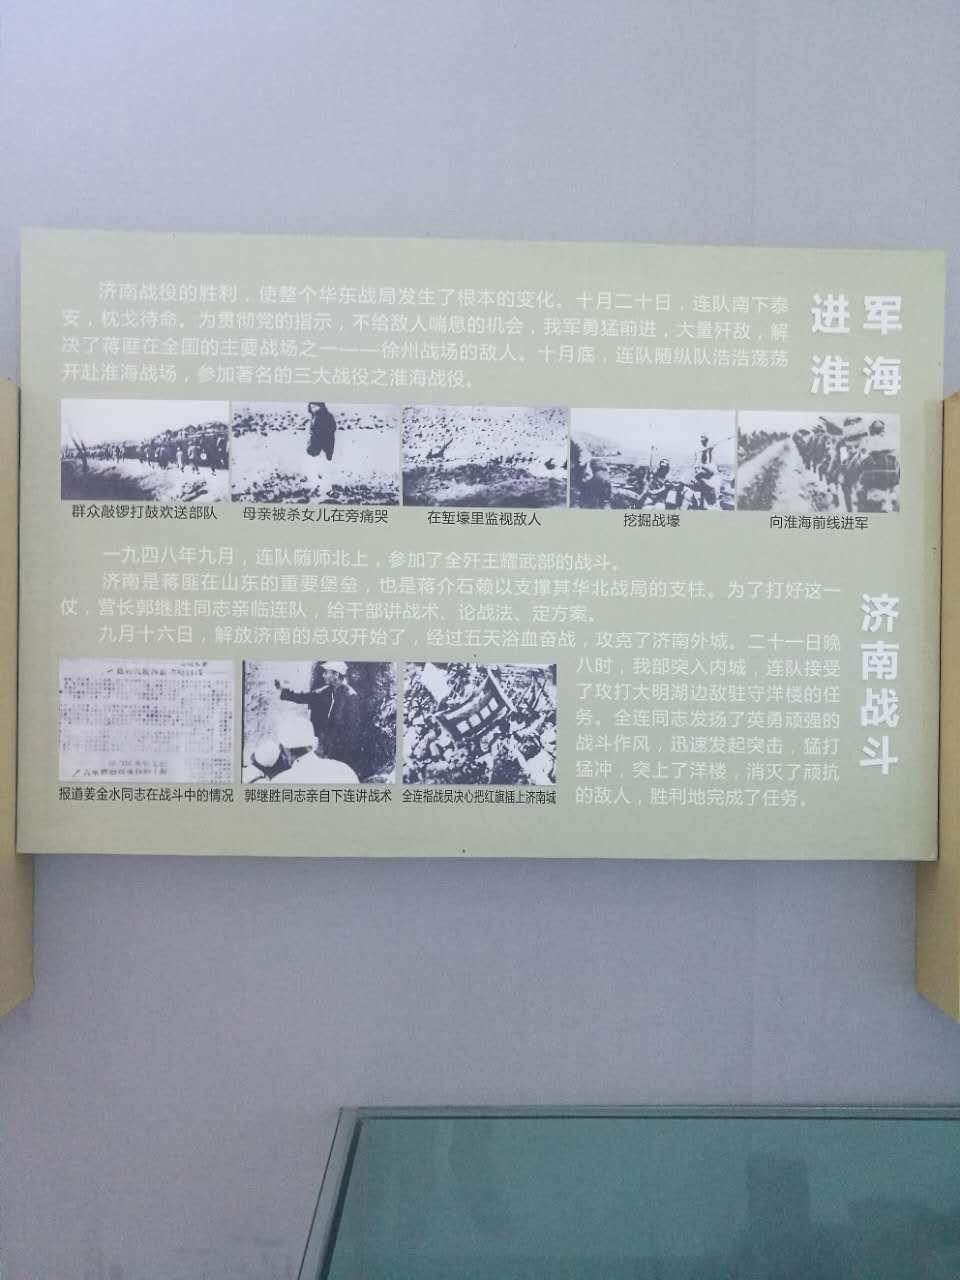 进军
淮海
济南战役的胜利，使整个华东战局发生了根本的变化。十月二十日，连队南下泰
安，枕戈待命。为贯彻党的指示，不给敌人喘息的机会，我军勇猛前进，大量歼敌，解
决了蒋匪在全国的主要战场之一——徐州战场的敌人。十月底，连队随纵队浩浩荡荡
开赴淮海战场，参加著名的三大战役之淮海战役。
群众敲锣打鼓欢送部队
母亲被杀女儿在旁痛哭
在堑壕里监视敌人
挖掘战壕
向淮海前线进军
济南战斗
一九四八年九月，连队随师北上，参加了全歼王耀武部的战斗。
济南是蒋匪在山东的重要堡垒，也是蒋介石赖以支撑其华北战局的支柱。为了打好这一
仗，营长郭继胜同志亲临连队，给干部讲战术、论战法、定方案。
九月十六日，解放济南的总攻开始了，经过五天浴血奋战，攻克了济南外城。二十一日晚
八时，我部突入内城，连队接受
了攻打大明湖边敌驻守洋楼的任
务。全连同志发扬了英勇顽强的
战斗作风，迅速发起突击，猛打
猛冲，突上了洋楼，消灭了顽抗
的敌人，胜利地完成了任务。
报道姜金水同志在战斗中的情况
郭继胜同志亲自下连讲战术
全连指战员决心把红旗插上济南城